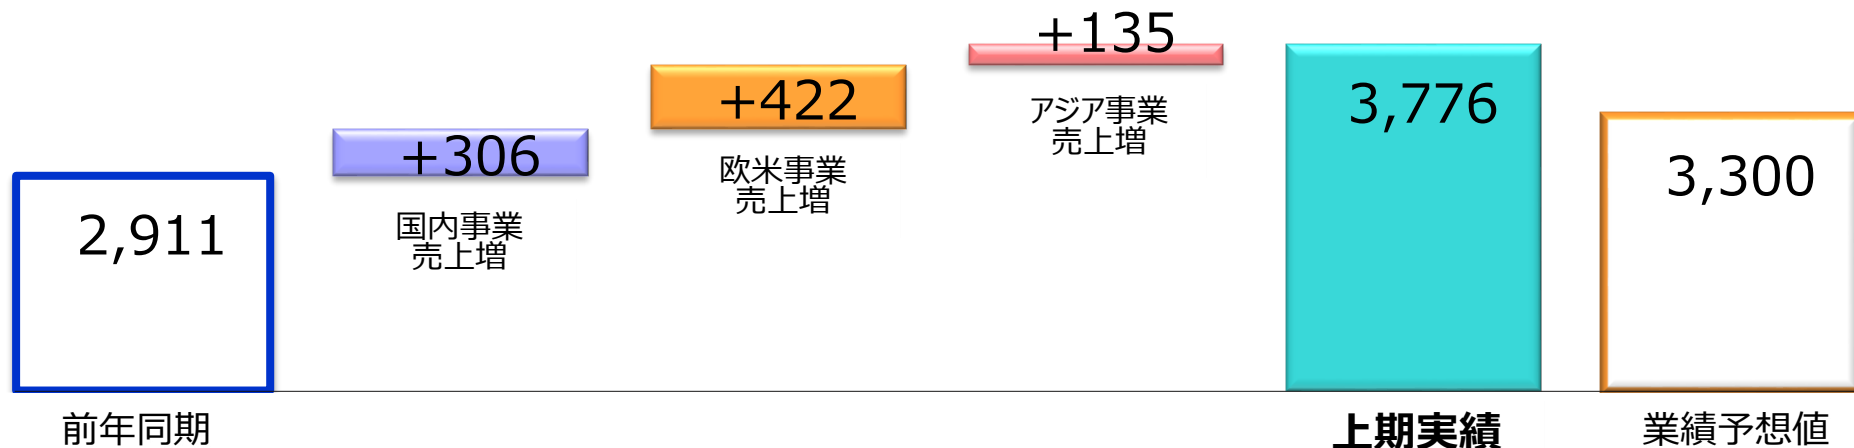 2,911
前年同期
+306
国内事業
売上増
+422
欧米事業
売上増
+135
アジア事業
売上増
3,776
上期実績
3,300
業績予想値